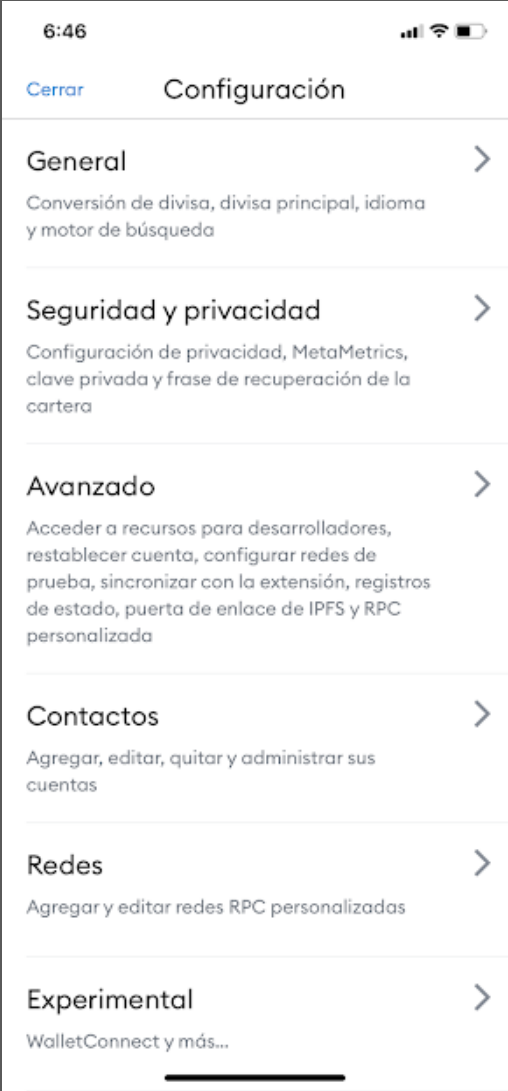 6:46
Cerrar
Configuración
General
Conversión de divisa, divisa principal, idioma
y motor de búsqueda
Seguridad y privacidad
Configuración de privacidad, MetaMetrics,
clave privada y frase de recuperación de la
cartera
Avanzado
Acceder a recursos para desarrolladores,
restablecer cuenta, configurar redes de
prueba, sincronizar con la extensión, registros
de estado, puerta de enlace de IPFS y RPC
personalizada
Contactos
Agregar, editar, quitar y administrar sus
cuentas
Redes
Agregar y editar redes RPC personalizadas
Experimental
WalletConnect y más...